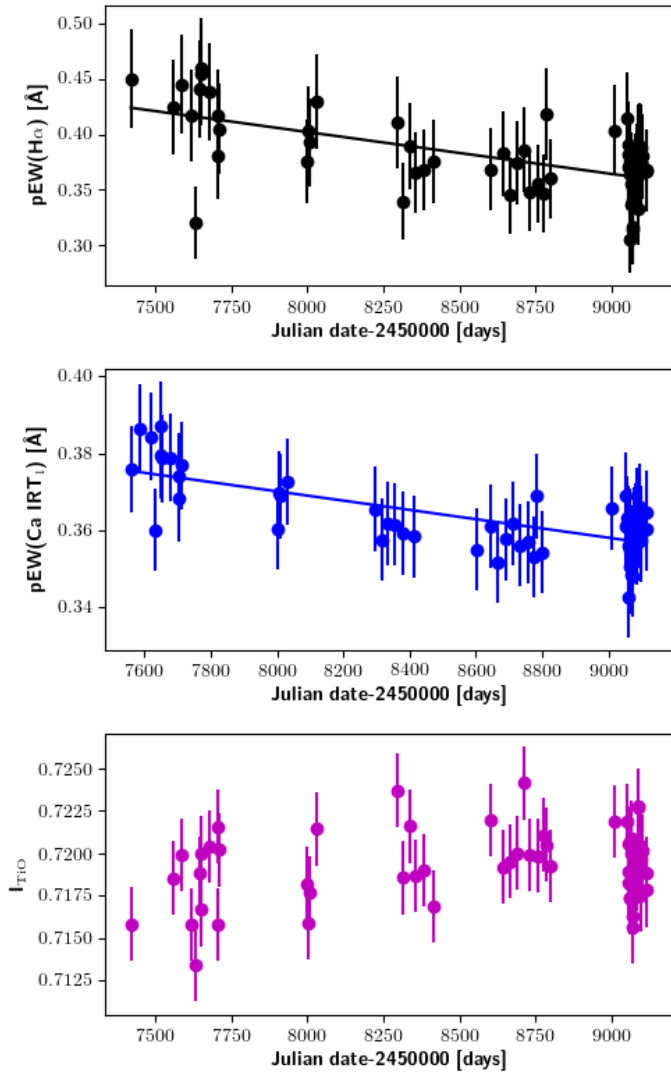 0.50
0.45
0.40
0.35
0.30
pEW(Hα) [Å]
7500 7750 8000 8250 8500 8750 9000
Julian date-2450000 [days]
0.40
0.38
0.36
0.34
pEW(Ca IRT₁) [Å]
7600 7800 8000 8200 8400 8600 8800 9000
Julian date-2450000 [days]
0.7250
0.7225
0.7200
0.7175
0.7150
0.7125
I_TiO
7500 7750 8000 8250 8500 8750 9000
Julian date-2450000 [days]